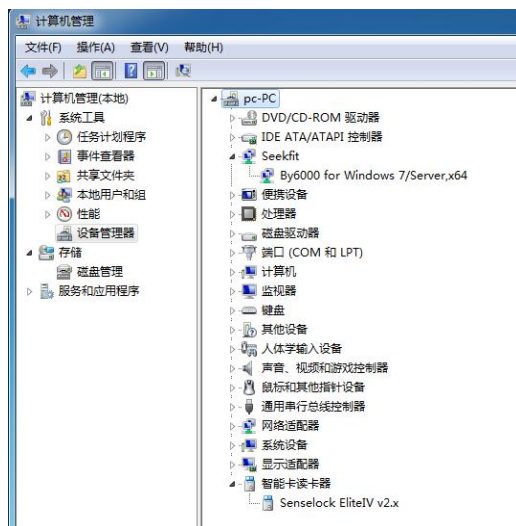 计算机管理
文件(F) 操作(A) 查看(V) 帮助(H)
计算机管理(本地)
系统工具
任务计划程序
事件查看器
共享文件夹
本地用户和组
性能
设备管理器
存储
磁盘管理
服务和应用程序
pc-PC
DVD/CD-ROM 驱动器
IDE ATA/ATAPI 控制器
Seekfit
By6000 for Windows 7/Server,x64
便携设备
处理器
磁盘驱动器
端口 (COM 和 LPT)
计算机
监视器
键盘
其他设备
人体学输入设备
声音、视频和游戏控制器
鼠标和其他指针设备
通用串行总线控制器
网络适配器
系统设备
显示适配器
智能卡读卡器
Senselock EliteIV v2.x